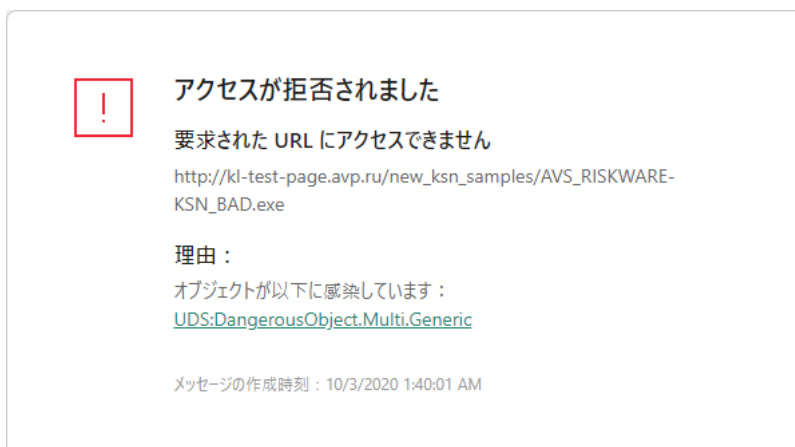 !
アクセスが拒否されました
要求された URL にアクセスできません
http://kl-test-page.avp.ru/new_ksn_samples/AVS_RISKWARE-
KSN_BAD.exe
理由：
オブジェクトが以下に感染しています：
UDS:DangerousObject.Multi.Generic
メッセージの作成時刻：10/3/2020 1:40:01 AM